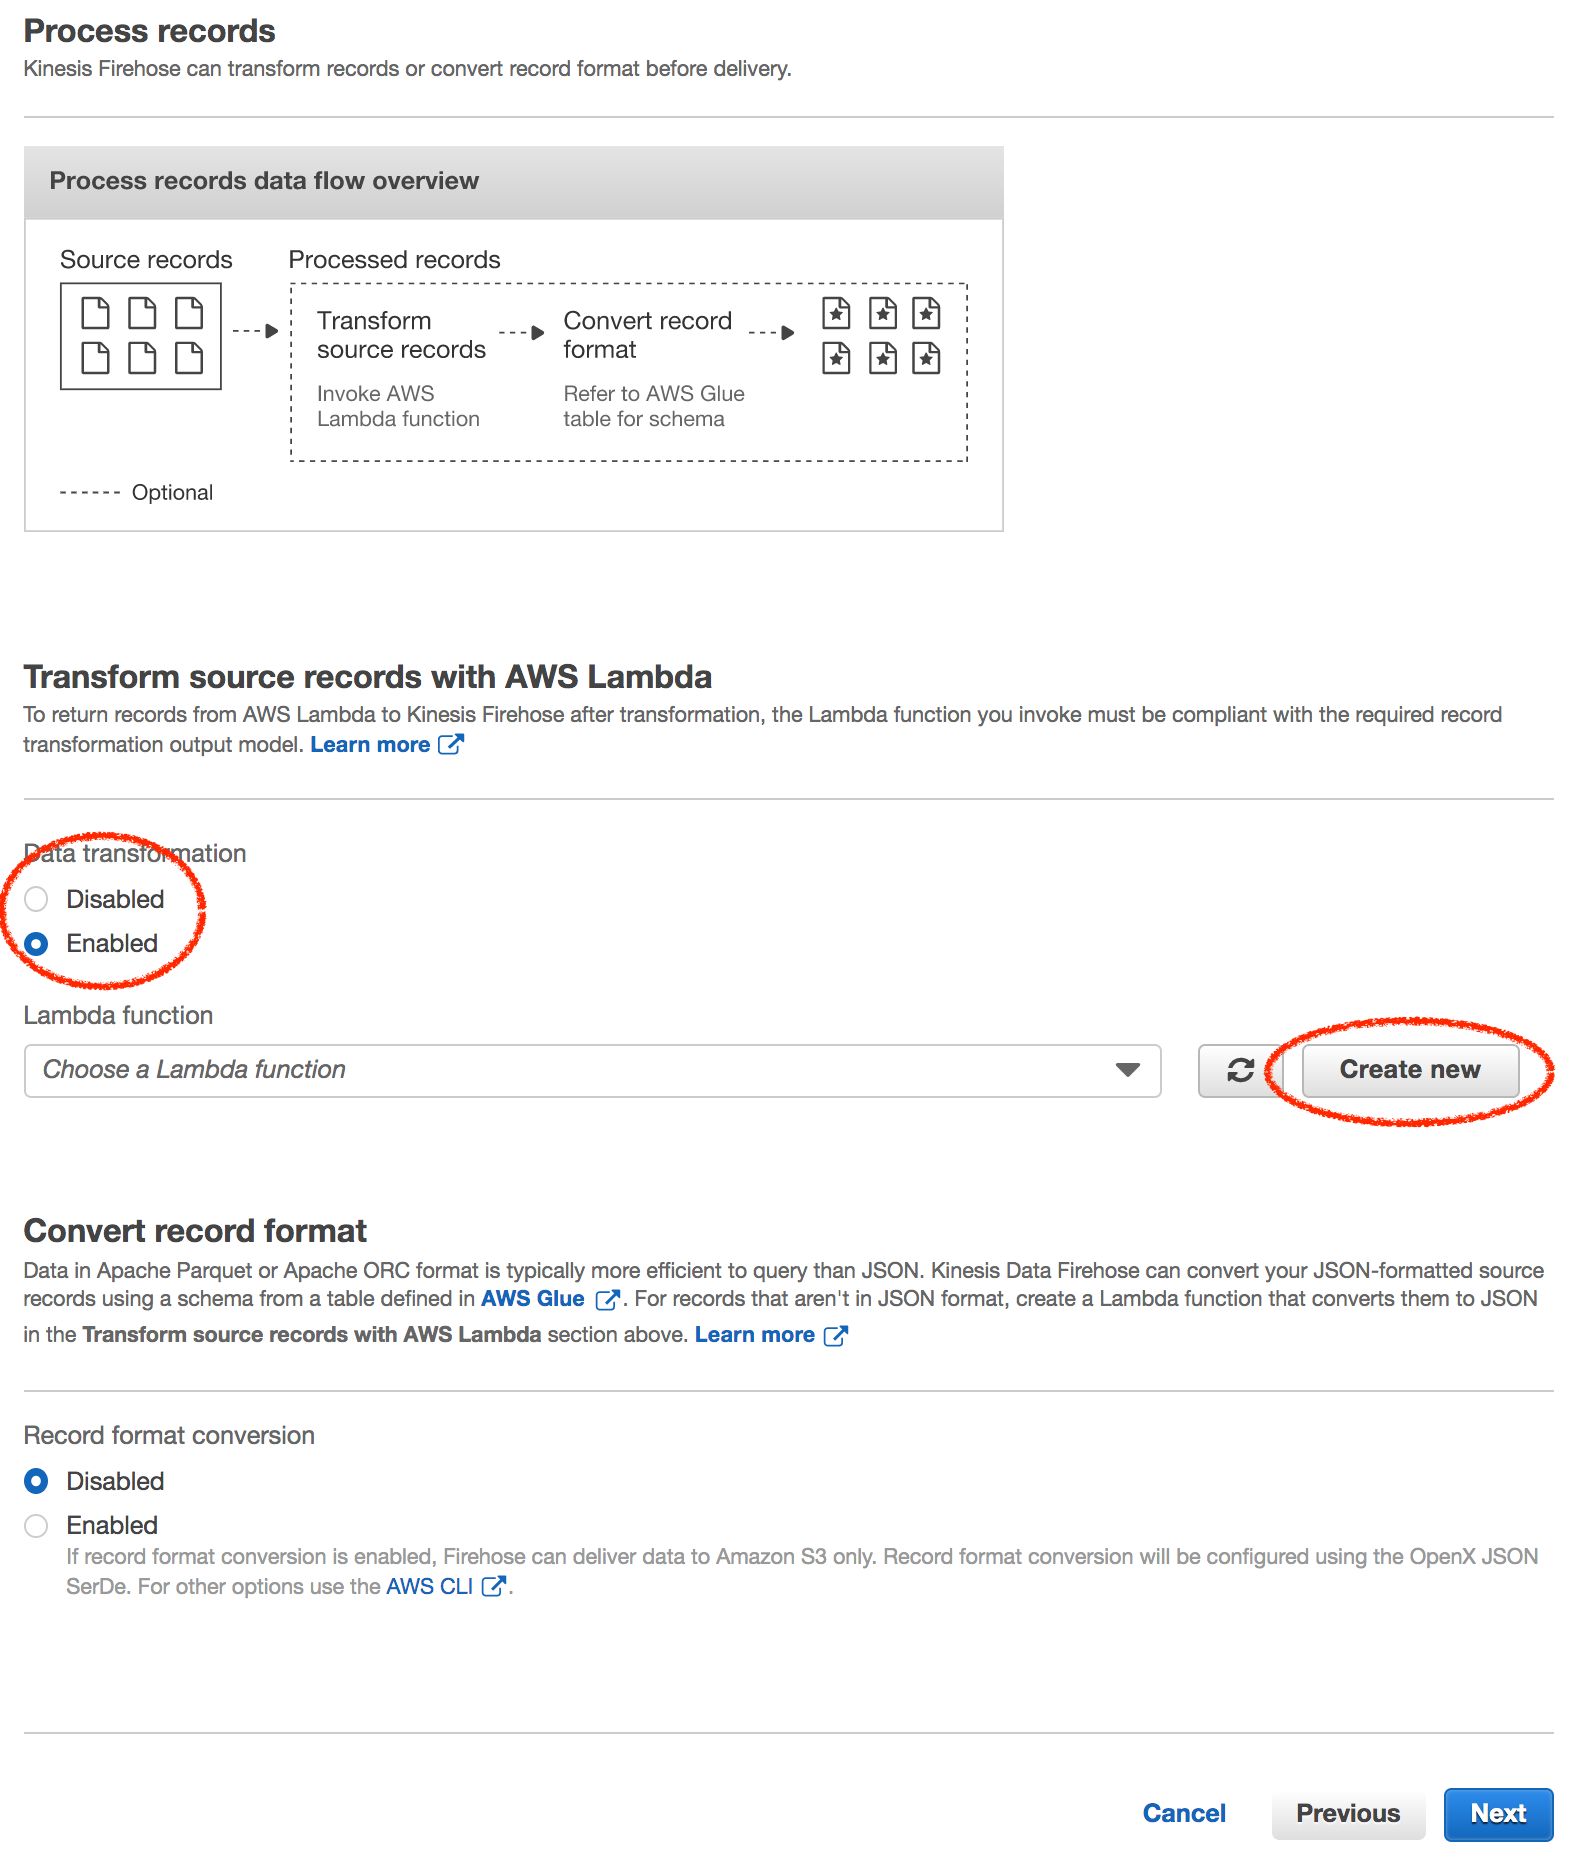 Process records
Kinesis Firehose can transform records or convert record format before delivery.
Process records data flow overview
Source records
Processed records
Transform
source records
Invoke AWS
Lambda function
Convert record
format
Refer to AWS Glue
table for schema
Optional
Transform source records with AWS Lambda
To return records from AWS Lambda to Kinesis Firehose after transformation, the Lambda function you invoke must be compliant with the required record
transformation output model. Learn more
Data transformation
Disabled
Enabled
Lambda function
Choose a Lambda function
Create new
Convert record format
Data in Apache Parquet or Apache ORC format is typically more efficient to query than JSON. Kinesis Data Firehose can convert your JSON-formatted source
records using a schema from a table defined in AWS Glue. For records that aren't in JSON format, create a Lambda function that converts them to JSON
in the Transform source records with AWS Lambda section above. Learn more
Record format conversion
Disabled
Enabled
If record format conversion is enabled, Firehose can deliver data to Amazon S3 only. Record format conversion will be configured using the OpenX JSON
SerDe. For other options use the AWS CLI.
Cancel
Previous
Next